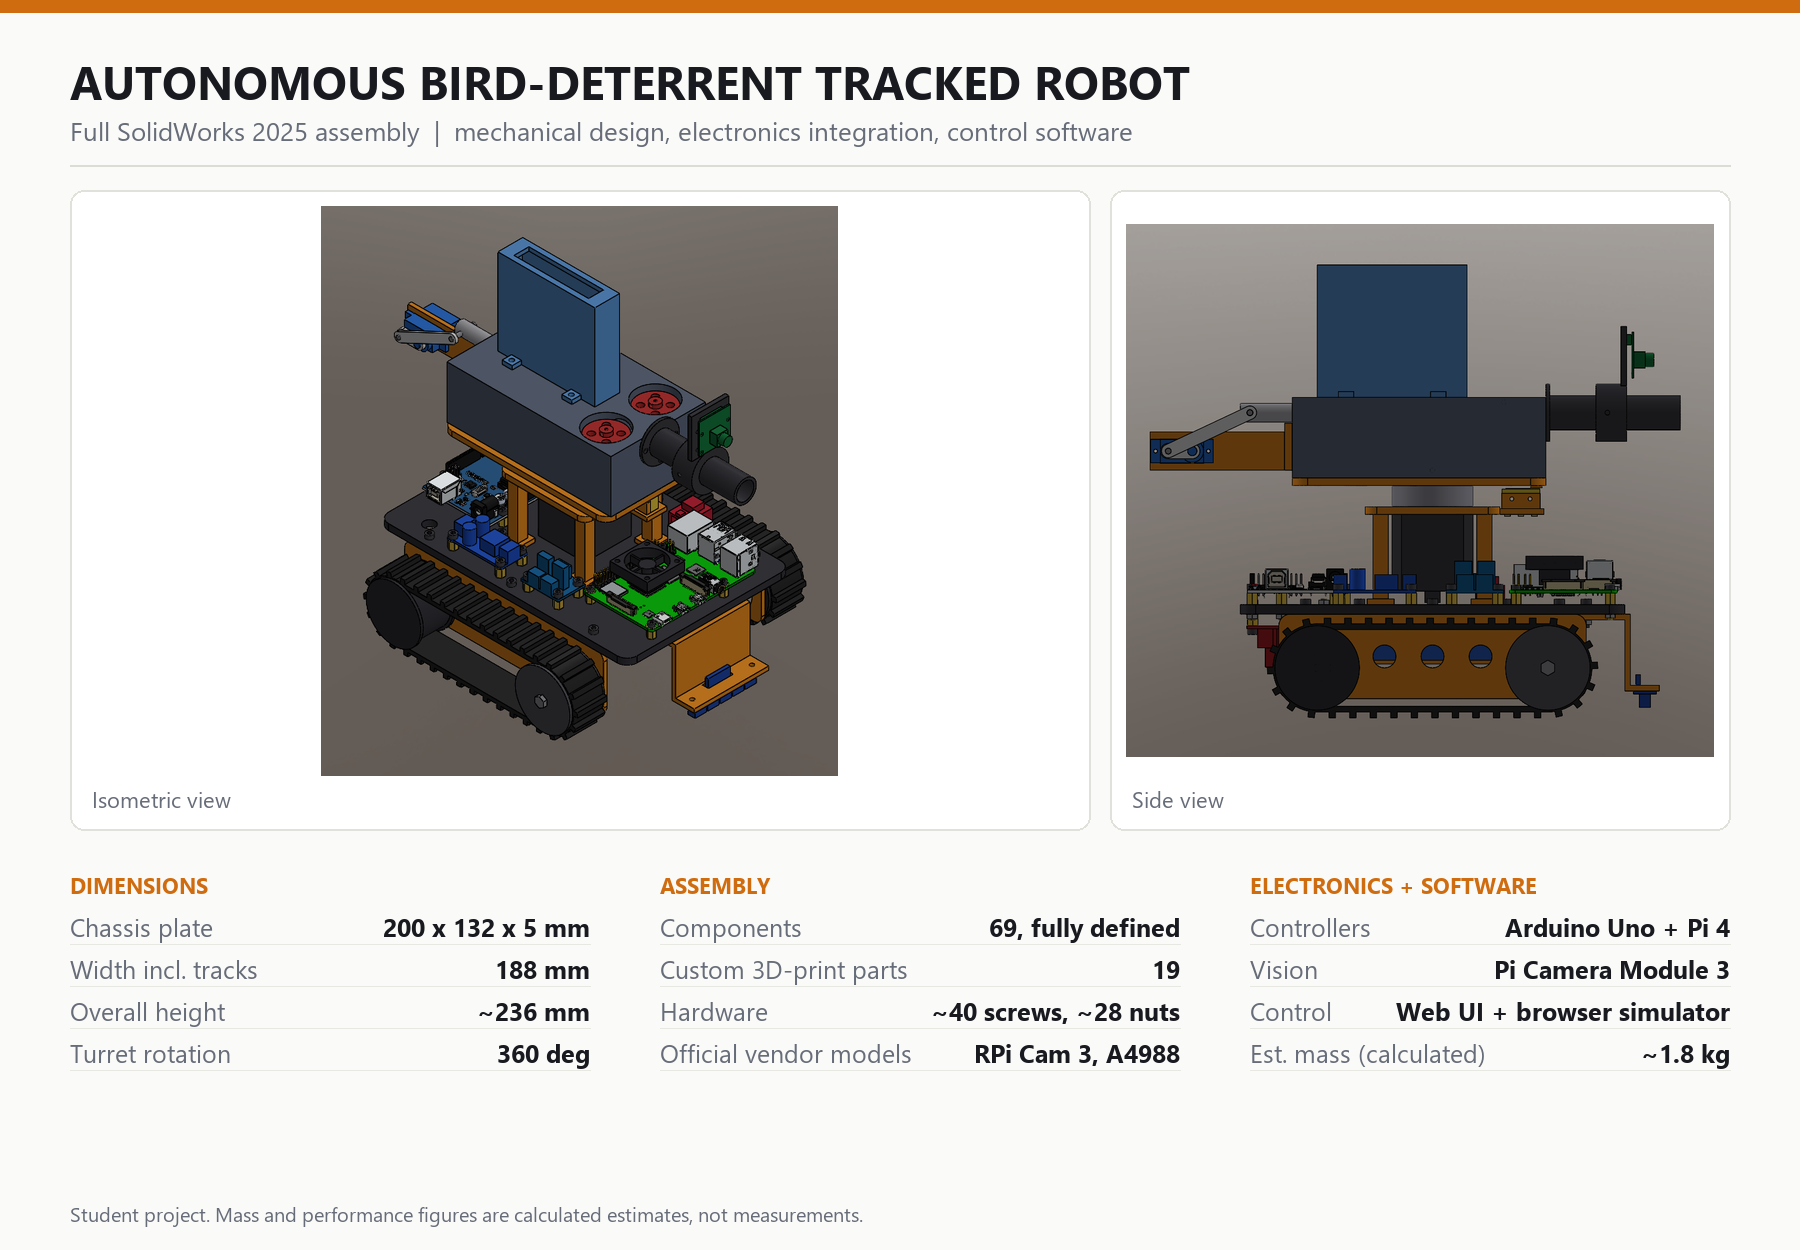 AUTONOMOUS BIRD-DETERRENT TRACKED ROBOT
Full SolidWorks 2025 assembly | mechanical design, electronics integration, control software
Isometric view
Side view
DIMENSIONS
Chassis plate 200 x 132 x 5 mm
Width incl. tracks 188 mm
Overall height ~236 mm
Turret rotation 360 deg
ASSEMBLY
Components 69, fully defined
Custom 3D-print parts 19
Hardware ~40 screws, ~28 nuts
Official vendor models RPi Cam 3, A4988
ELECTRONICS + SOFTWARE
Controllers Arduino Uno + Pi 4
Vision Pi Camera Module 3
Control Web UI + browser simulator
Est. mass (calculated) ~1.8 kg
Student project. Mass and performance figures are calculated estimates, not measurements.